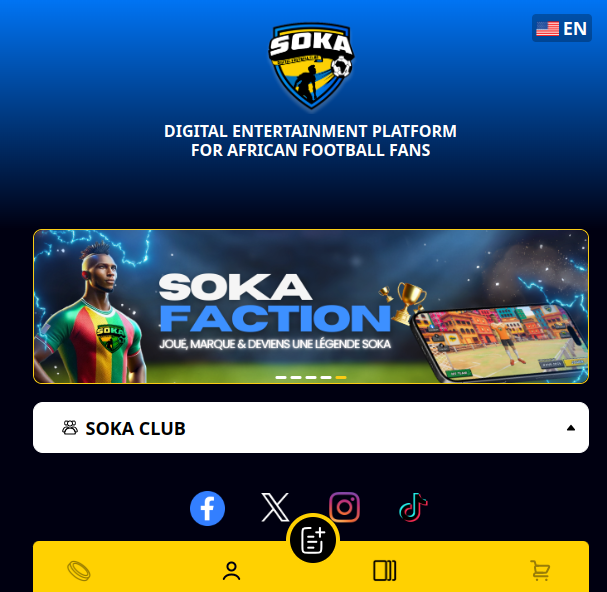 SOKA
EN
DIGITAL ENTERTAINMENT PLATFORM
FOR AFRICAN FOOTBALL FANS
SOKA
FACTION
JOUE, MARQUE & DEVIENS UNE LÉGENDE SOKA
SOKA
SOKA CLUB